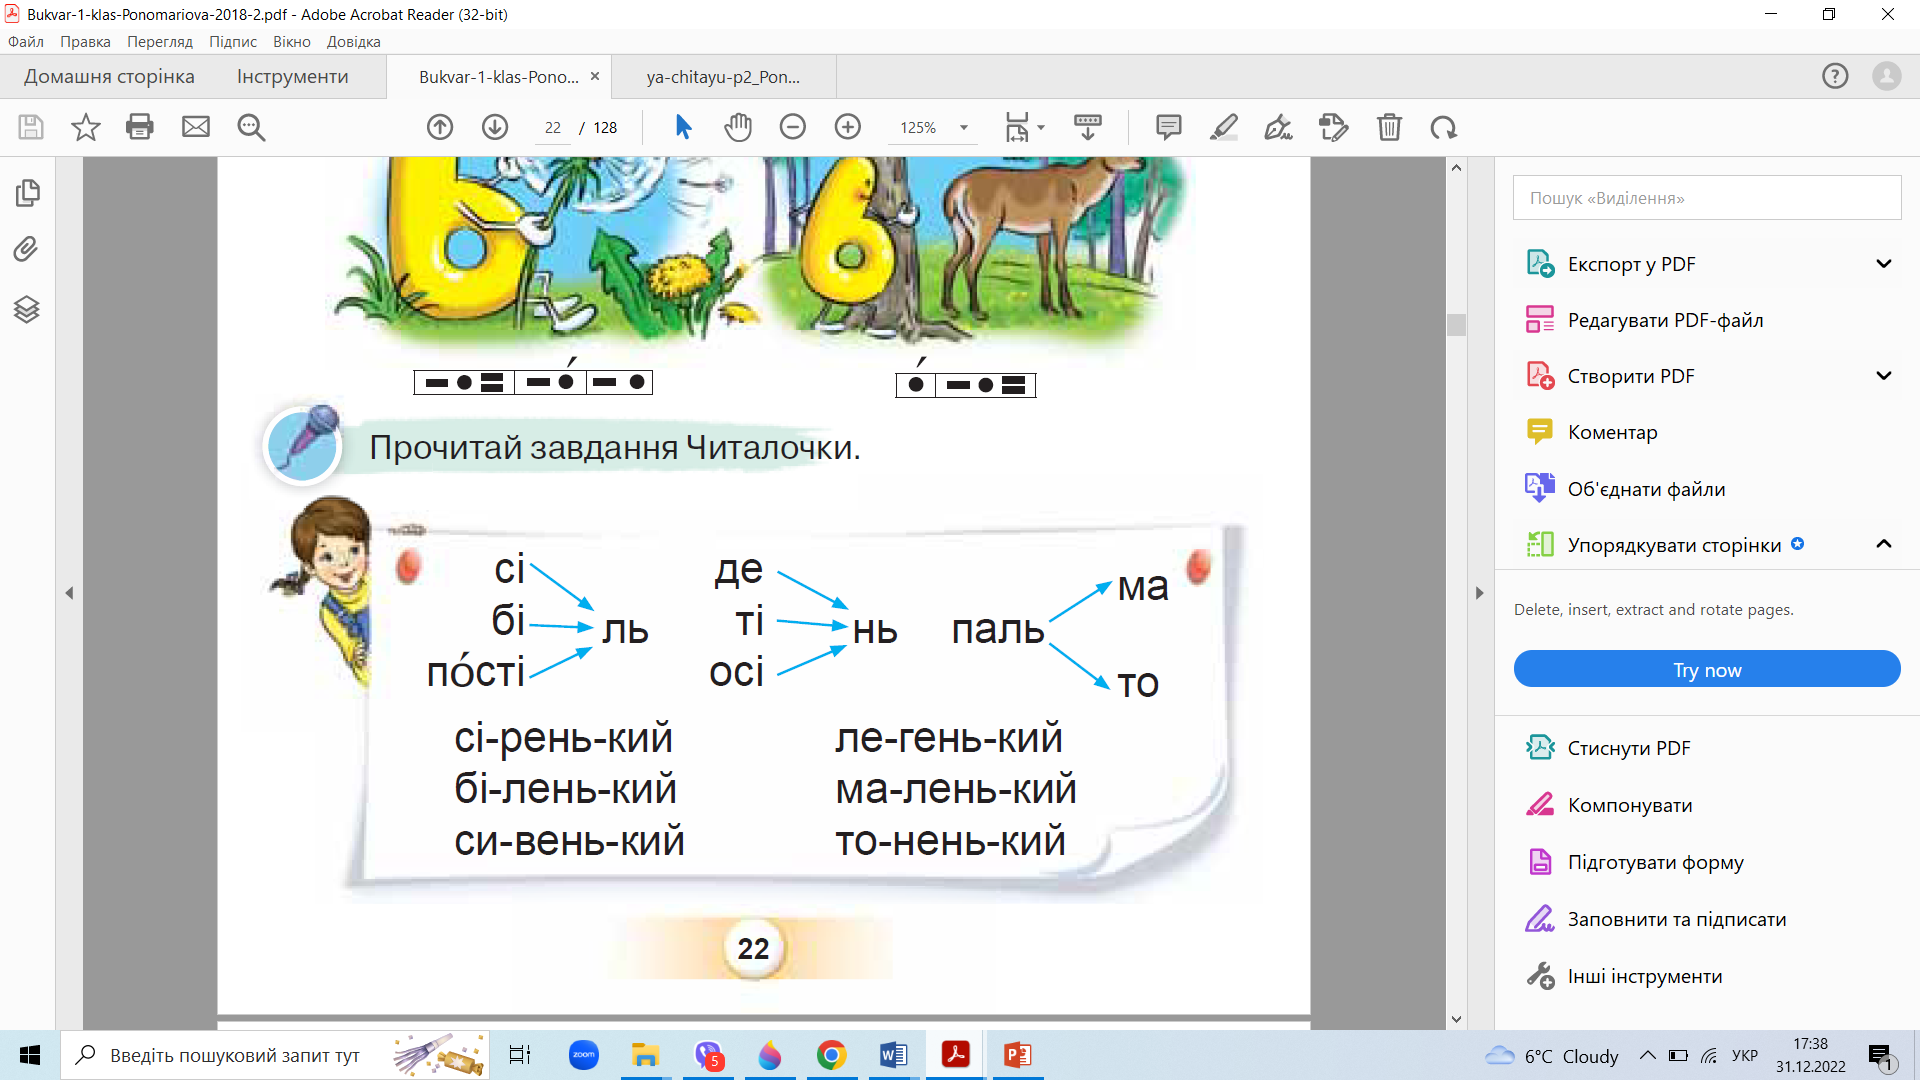 Bukvar-1-klas-Ponomariova-2018-2.pdf - Adobe Acrobat Reader (32-bit)
Файл Правка Перегляд Підпис Вікно Довідка
Домашня сторінка Інструменти Bukvar-1-klas-Pono... ya-chitayu-p2_Pon...
22 / 128 125%
Прочитай завдання Читалочки.
сі
бі
по́сті
ль
де
ті
осі
нь
паль
ма
то
сі-рень-кий
бі-лень-кий
си-вень-кий
ле-гень-кий
ма-лень-кий
то-нень-кий
22
Пошук «Виділення»
Експорт у PDF
Редагувати PDF-файл
Створити PDF
Коментар
Об'єднати файли
Упорядкувати сторінки
Delete, insert, extract and rotate pages.
Try now
Стиснути PDF
Компонувати
Підготувати форму
Заповнити та підписати
Інші інструменти
Введіть пошуковий запит тут
zoom
5
6°C Cloudy
УКР
17:38
31.12.2022
1